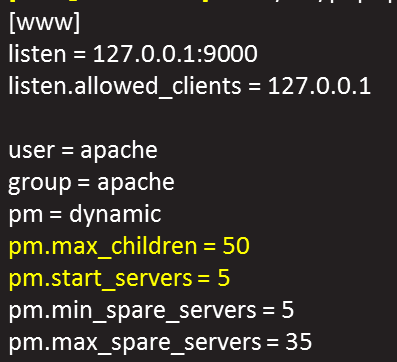 [www]
listen = 127.0.0.1:9000
listen.allowed_clients = 127.0.0.1
user = apache
group = apache
pm = dynamic
pm.max_children = 50
pm.start_servers = 5
pm.min_spare_servers = 5
pm.max_spare_servers = 35